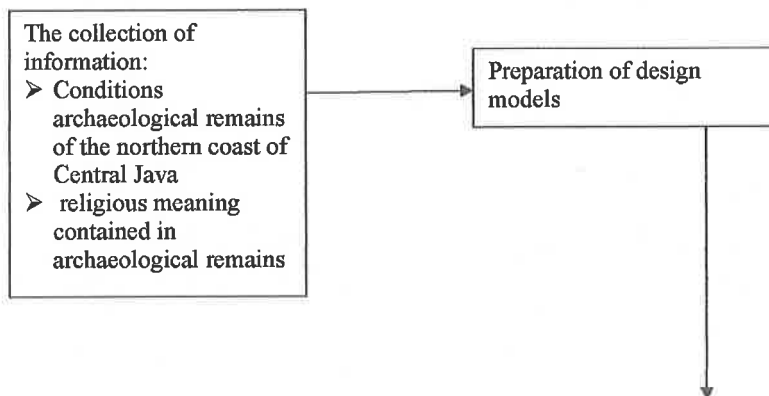 The collection of
information:
➢ Conditions
archaeological remains
of the northern coast of
Central Java
➢ religious meaning
contained in
archaeological remains
Preparation of design
models